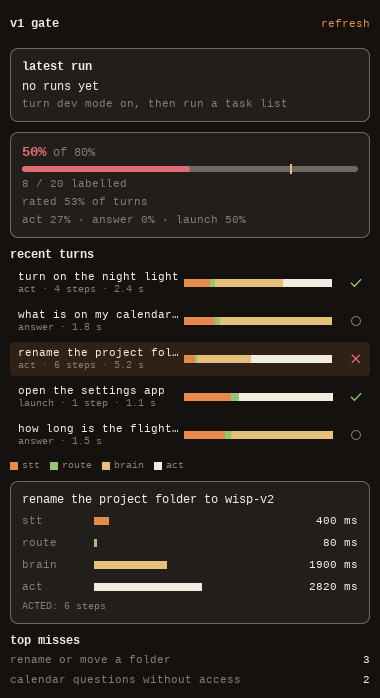 v1 gate refresh
latest run
no runs yet
turn dev mode on, then run a task list
50% of 80%
8 / 20 labelled
rated 53% of turns
act 27% · answer 0% · launch 50%
recent turns
turn on the night light
act · 4 steps · 2.4 s
what is on my calendar…
answer · 1.8 s
rename the project fol…
act · 6 steps · 5.2 s
open the settings app
launch · 1 step · 1.1 s
how long is the flight…
answer · 1.5 s
stt route brain act
rename the project folder to wisp-v2
stt 400 ms
route 80 ms
brain 1900 ms
act 2820 ms
ACTED: 6 steps
top misses
rename or move a folder 3
calendar questions without access 2